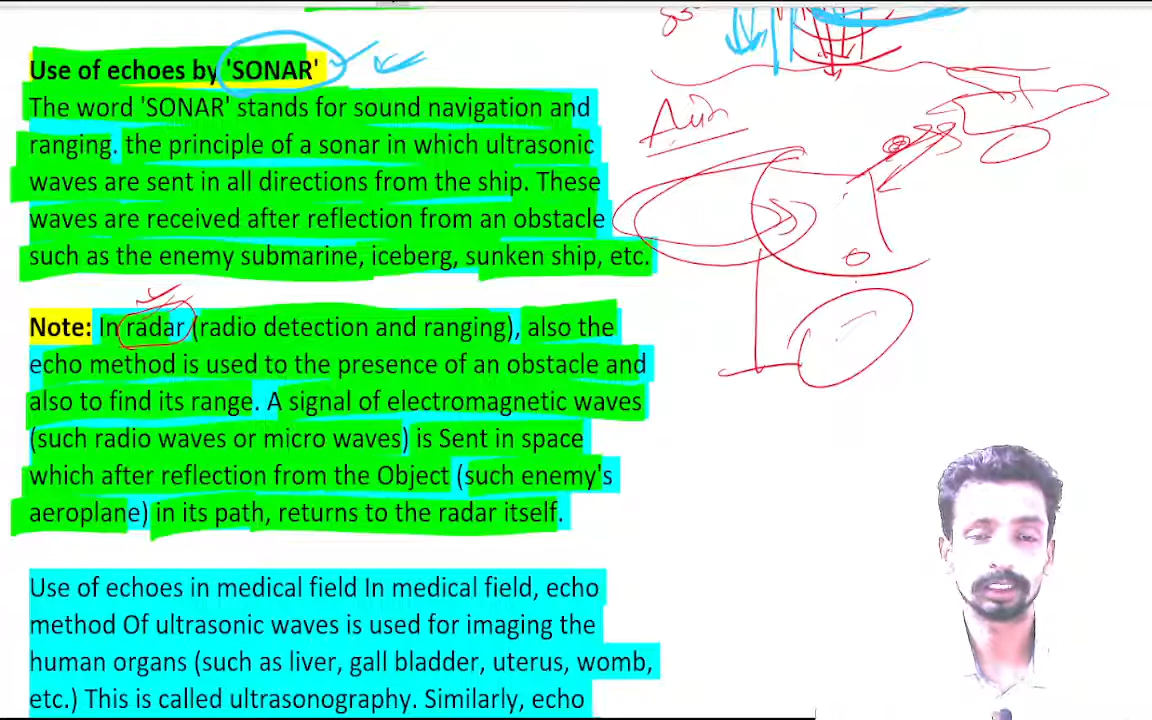 Use of echoes by 'SONAR'
The word 'SONAR' stands for sound navigation and
ranging. the principle of a sonar in which ultrasonic
waves are sent in all directions from the ship. These
waves are received after reflection from an obstacle
such as the enemy submarine, iceberg, sunken ship, etc.
Note: In radar (radio detection and ranging), also the
echo method is used to the presence of an obstacle and
also to find its range. A signal of electromagnetic waves
(such radio waves or micro waves) is Sent in space
which after reflection from the Object (such enemy's
aeroplane) in its path, returns to the radar itself.
Use of echoes in medical field In medical field, echo
method Of ultrasonic waves is used for imaging the
human organs (such as liver, gall bladder, uterus, womb,
etc.) This is called ultrasonography. Similarly, echo